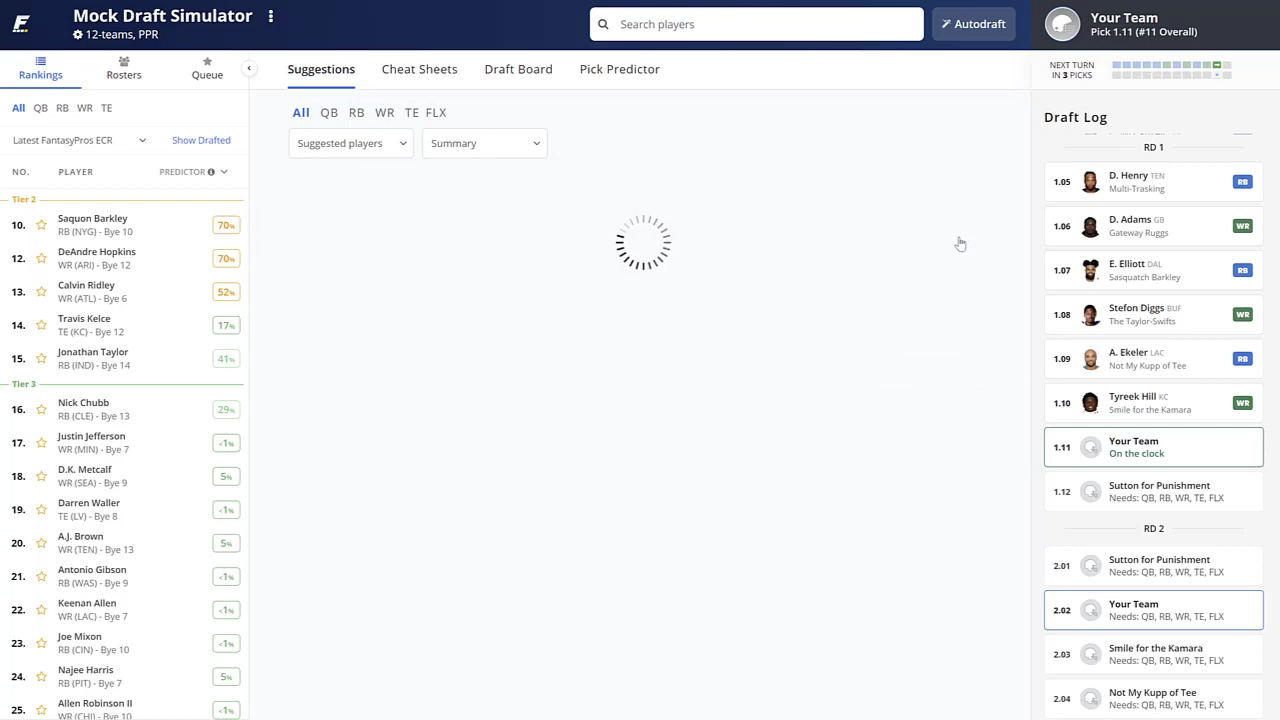 Mock Draft Simulator
12-teams, PPR
Search players
Autodraft
Your Team
Pick 1.11 (#11 Overall)
Rankings
Rosters
Queue
Suggestions
Cheat Sheets
Draft Board
Pick Predictor
NEXT TURN
IN 3 PICKS
All QB RB WR TE
Latest FantasyPros ECR
Show Drafted
NO. PLAYER PREDICTOR
Tier 2
10. Saquon Barkley 70%
RB (NYG) - Bye 10
12. DeAndre Hopkins 70%
WR (ARI) - Bye 12
13. Calvin Ridley 52%
WR (ATL) - Bye 6
14. Travis Kelce 17%
TE (KC) - Bye 12
15. Jonathan Taylor 41%
RB (IND) - Bye 14
Tier 3
16. Nick Chubb 29%
RB (CLE) - Bye 13
17. Justin Jefferson <1%
WR (MIN) - Bye 7
18. D.K. Metcalf 5%
WR (SEA) - Bye 9
19. Darren Waller <1%
TE (LV) - Bye 8
20. A.J. Brown 5%
WR (TEN) - Bye 13
21. Antonio Gibson <1%
RB (WAS) - Bye 9
22. Keenan Allen <1%
WR (LAC) - Bye 7
23. Joe Mixon <1%
RB (CIN) - Bye 10
24. Najee Harris 5%
RB (PIT) - Bye 7
25. Allen Robinson II <1%
WR (CHI) - Bye 10
All QB RB WR TE FLX
Suggested players
Summary
Draft Log
RD 1
1.05 D. Henry TEN RB
Multi-Trasking
1.06 D. Adams GB WR
Gateway Ruggs
1.07 E. Elliott DAL RB
Sasquatch Barkley
1.08 Stefon Diggs BUF WR
The Taylor-Swifts
1.09 A. Ekeler LAC RB
Not My Kupp of Tee
1.10 Tyreek Hill KC WR
Smile for the Kamara
1.11 Your Team
On the clock
1.12 Sutton for Punishment
Needs: QB, RB, WR, TE, FLX
RD 2
2.01 Sutton for Punishment
Needs: QB, RB, WR, TE, FLX
2.02 Your Team
Needs: QB, RB, WR, TE, FLX
2.03 Smile for the Kamara
Needs: QB, RB, WR, TE, FLX
2.04 Not My Kupp of Tee
Needs: QB, RB, WR, TE, FLX